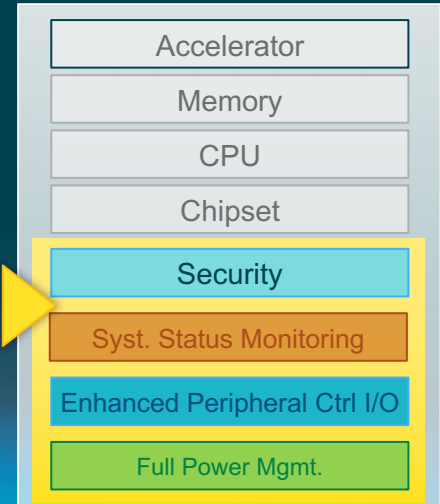 Accelerator
Memory
CPU
Chipset
Security
Syst. Status Monitoring
Enhanced Peripheral Ctrl I/O
Full Power Mgmt.